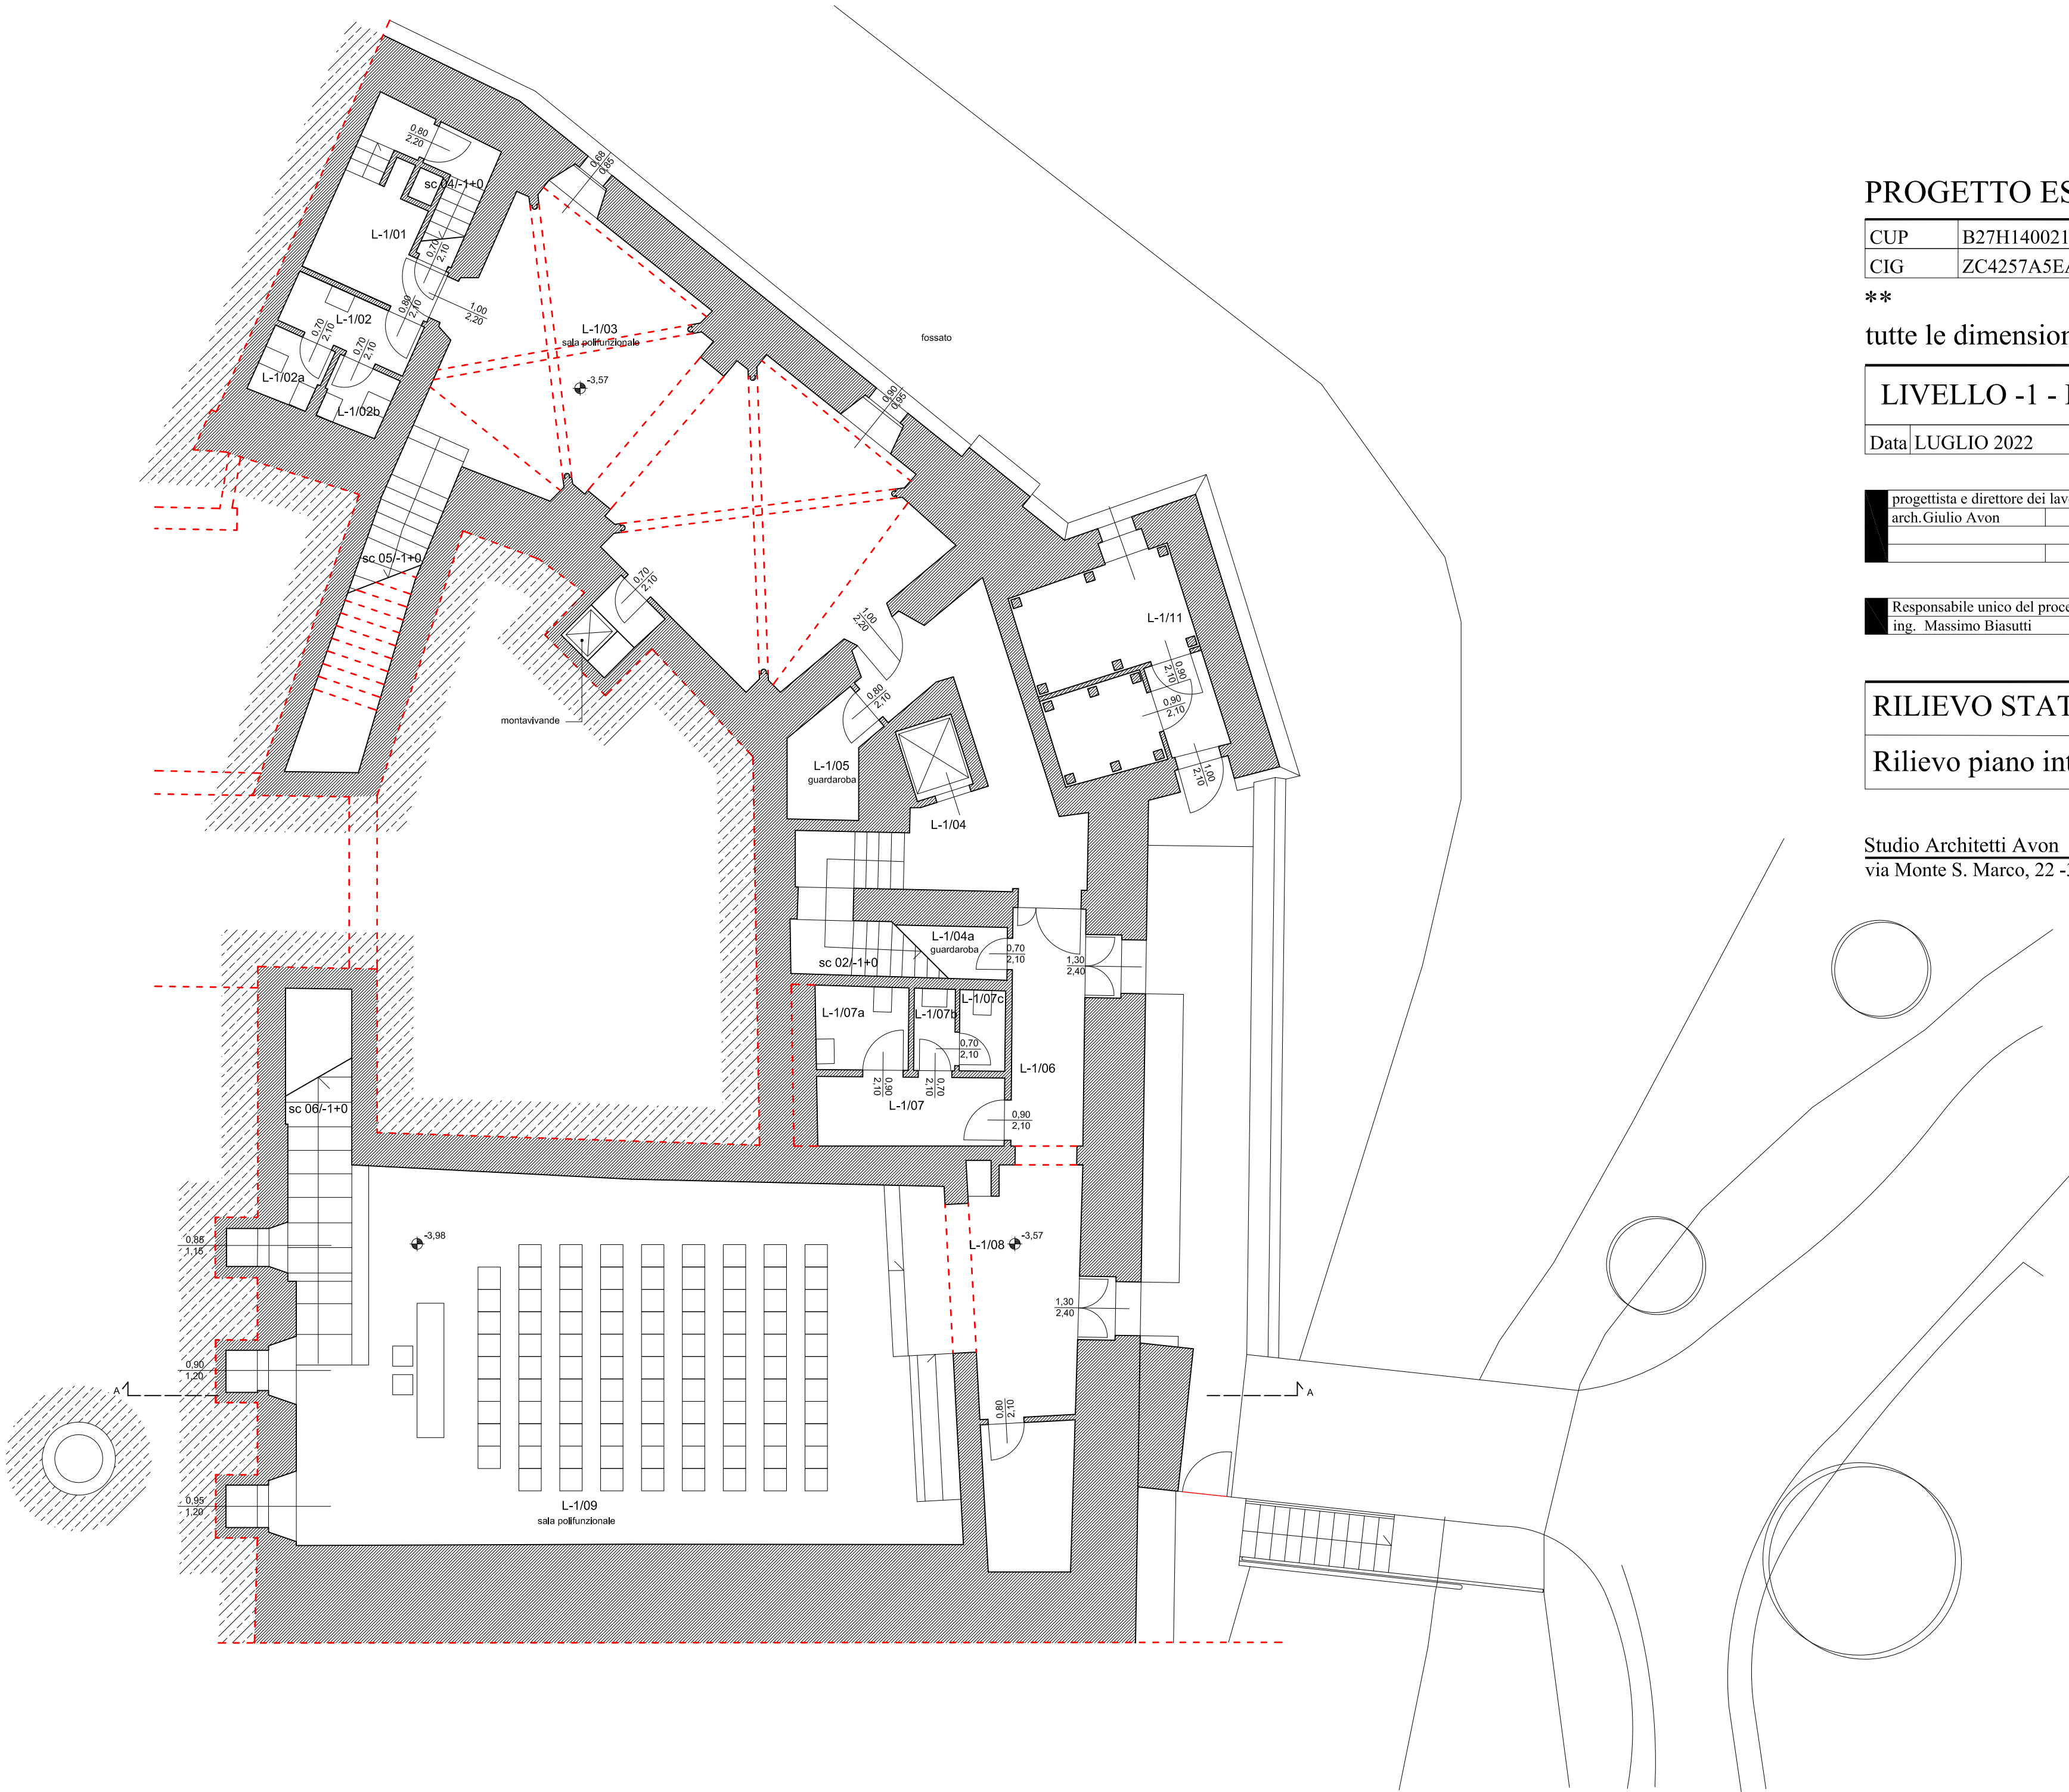 PROGETTO ES
CUP B27H140021
CIG ZC4257A5EA
**
tutte le dimension
LIVELLO -1 - 
Data LUGLIO 2022
progettista e direttore dei lav
arch.Giulio Avon
Responsabile unico del proce
ing. Massimo Biasutti
RILIEVO STAT
Rilievo piano int
Studio Architetti Avon
via Monte S. Marco, 22 -3
0,80
2,20
sc 04/-1+0
0,68
0,85
L-1/01
0,70
2,10
1,00
2,20
0,80
2,10
L-1/02
0,70
2,10
0,70
2,10
L-1/02a
L-1/02b
L-1/03
sala polifunzionale
-3,57
fossato
0,90
0,95
sc 05/-1+0
0,70
2,10
montavivande
1,00
2,20
L-1/11
0,90
2,10
0,90
2,10
1,00
2,10
0,80
2,10
L-1/05
guardaroba
L-1/04
L-1/04a
guardaroba
0,70
2,10
sc 02/-1+0
1,30
2,40
L-1/07a
L-1/07b
L-1/07c
0,70
2,10
L-1/06
0,90
2,10
0,70
2,10
L-1/07
0,90
2,10
sc 06/-1+0
-3,98
0,85
1,15
L-1/08
-3,57
1,30
2,40
0,90
1,20
A
A
0,80
2,10
0,95
1,20
L-1/09
sala polifunzionale